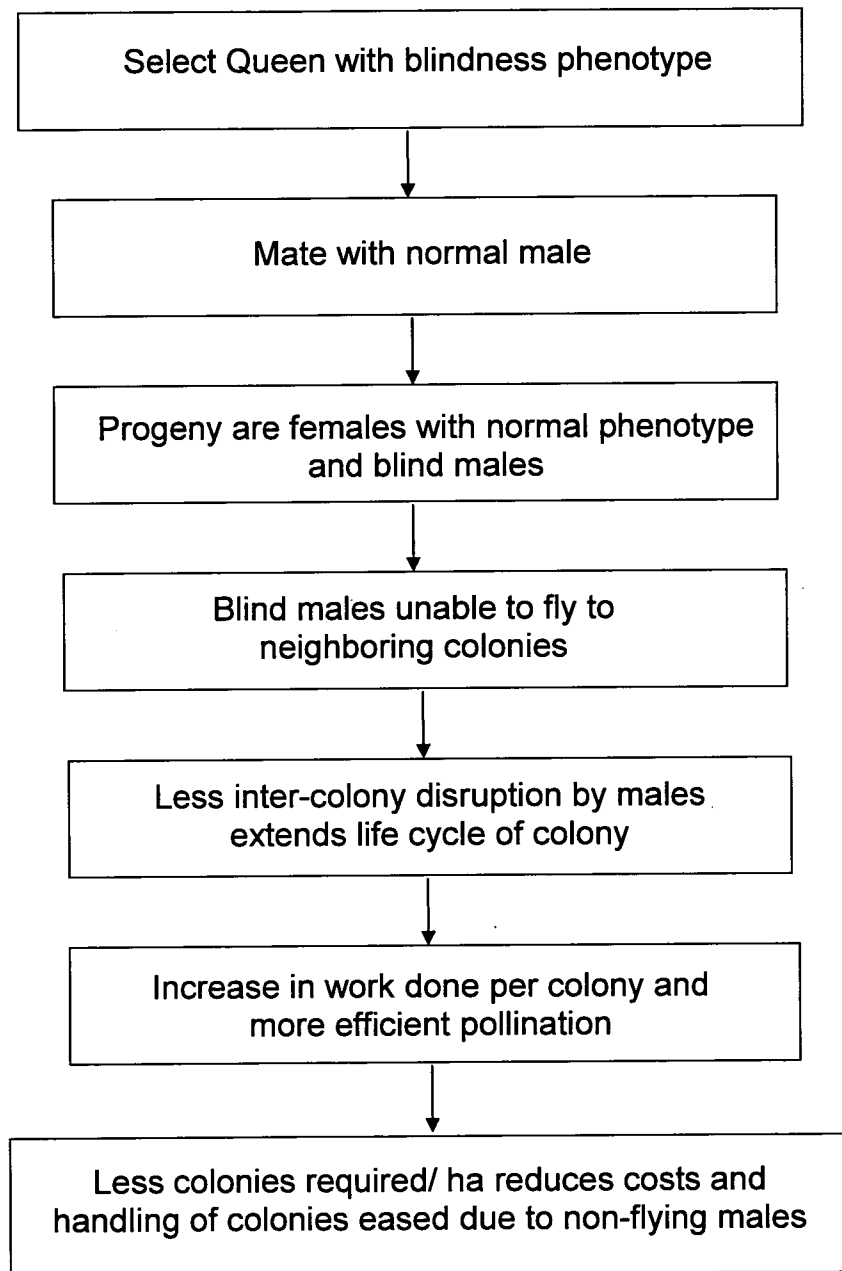 Select Queen with blindness phenotype
Mate with normal male
Progeny are females with normal phenotype
and blind males
Blind males unable to fly to
neighboring colonies
Less inter-colony disruption by males
extends life cycle of colony
Increase in work done per colony and
more efficient pollination
Less colonies required/ ha reduces costs and
handling of colonies eased due to non-flying males